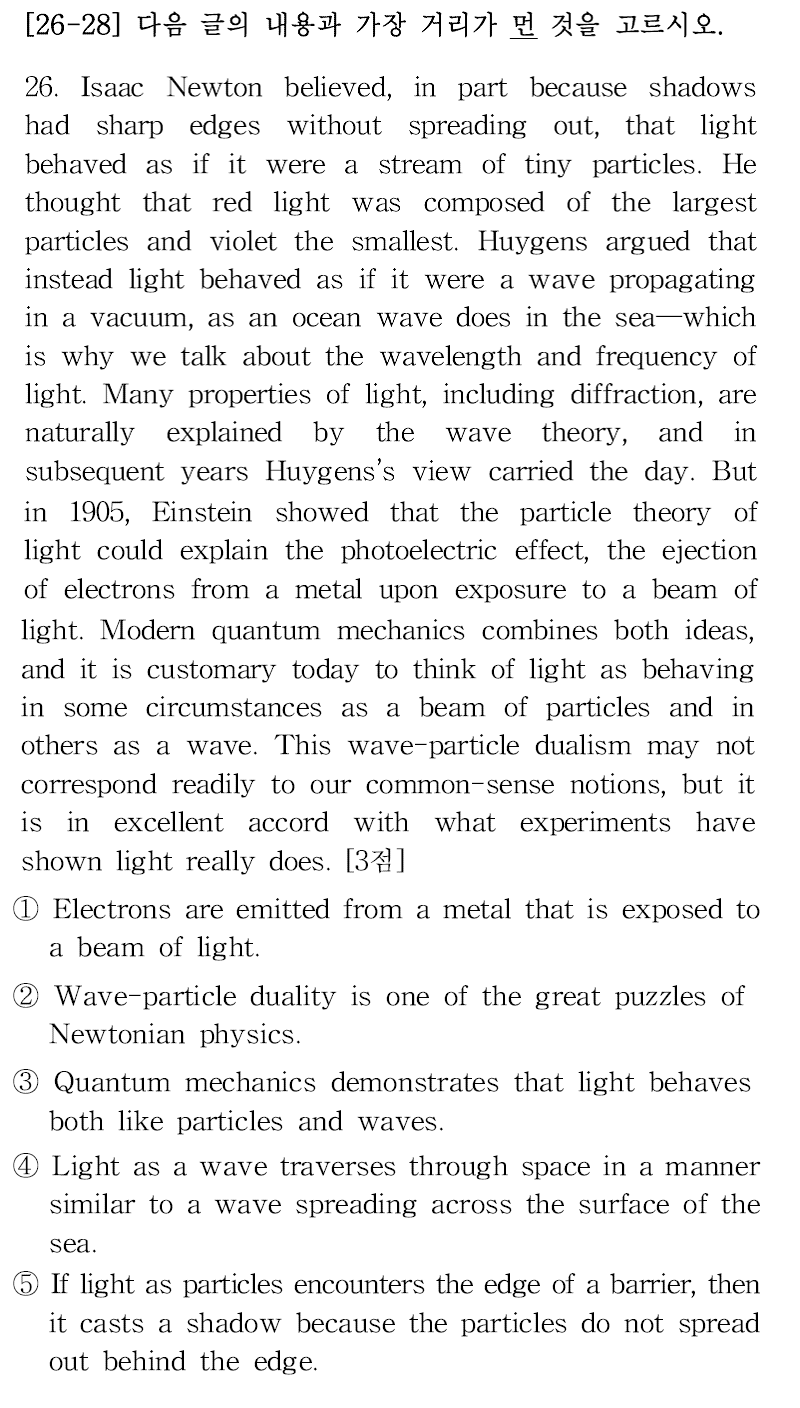 [26-28] 다음 글의 내용과 가장 거리가 먼 것을 고르시오.
26. Isaac Newton believed, in part because shadows
had sharp edges without spreading out, that light
behaved as if it were a stream of tiny particles. He
thought that red light was composed of the largest
particles and violet the smallest. Huygens argued that
instead light behaved as if it were a wave propagating
in a vacuum, as an ocean wave does in the sea—which
is why we talk about the wavelength and frequency of
light. Many properties of light, including diffraction, are
naturally explained by the wave theory, and in
subsequent years Huygens's view carried the day. But
in 1905, Einstein showed that the particle theory of
light could explain the photoelectric effect, the ejection
of electrons from a metal upon exposure to a beam of
light. Modern quantum mechanics combines both ideas,
and it is customary today to think of light as behaving
in some circumstances as a beam of particles and in
others as a wave. This wave-particle dualism may not
correspond readily to our common-sense notions, but it
is in excellent accord with what experiments have
shown light really does. [3점]
① Electrons are emitted from a metal that is exposed to
a beam of light.
② Wave-particle duality is one of the great puzzles of
Newtonian physics.
③ Quantum mechanics demonstrates that light behaves
both like particles and waves.
④ Light as a wave traverses through space in a manner
similar to a wave spreading across the surface of the
sea.
⑤ If light as particles encounters the edge of a barrier, then
it casts a shadow because the particles do not spread
out behind the edge.